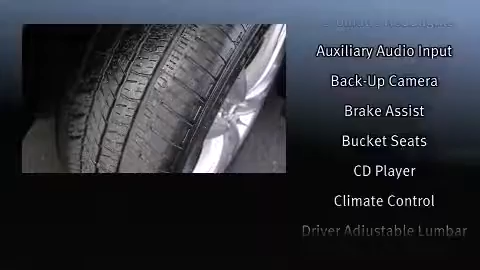 Auxiliary Audio Input
Back-Up Camera
Brake Assist
Bucket Seats
CD Player
Climate Control
Driver Adjustable Lumbar